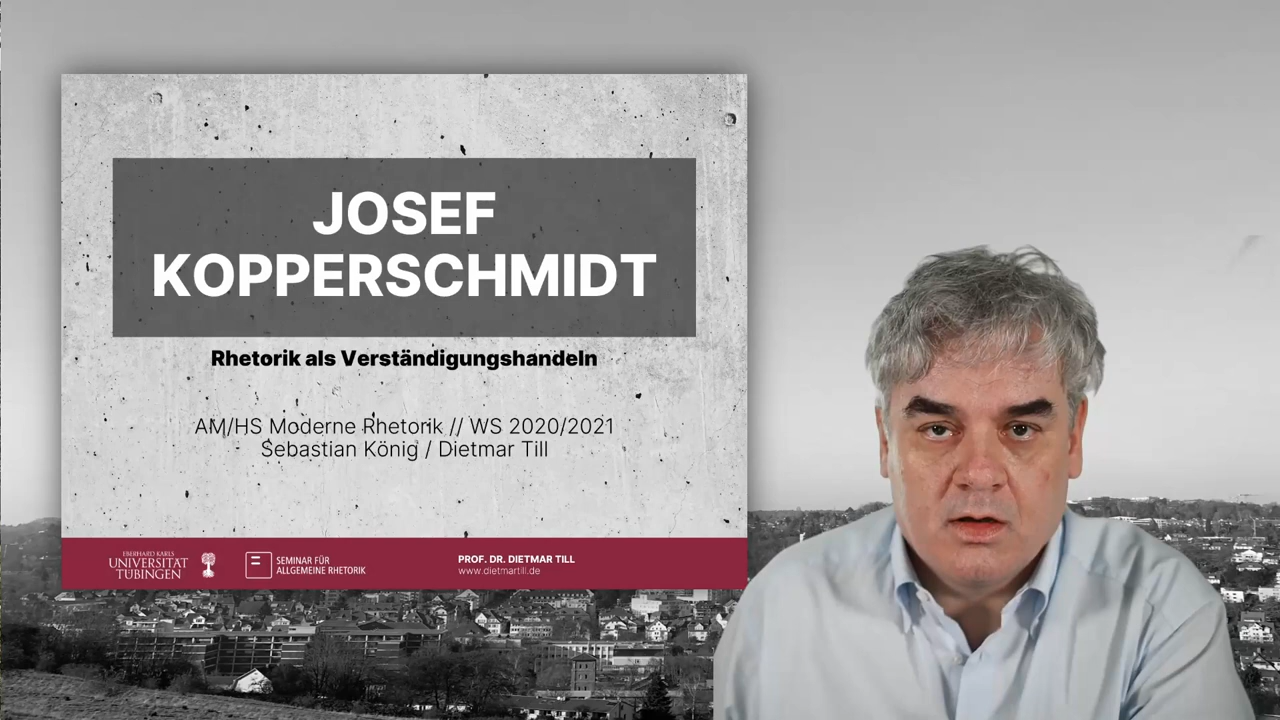 JOSEF
KOPPERSCHMIDT
Rhetorik als Verständigungshandeln
AM/HS Moderne Rhetorik // WS 2020/2021
Sebastian König / Dietmar Till
EBERHARD KARLS
UNIVERSITÄT
TÜBINGEN
SEMINAR FÜR
ALLGEMEINE RHETORIK
PROF. DR. DIETMAR TILL
www.dietmartill.de